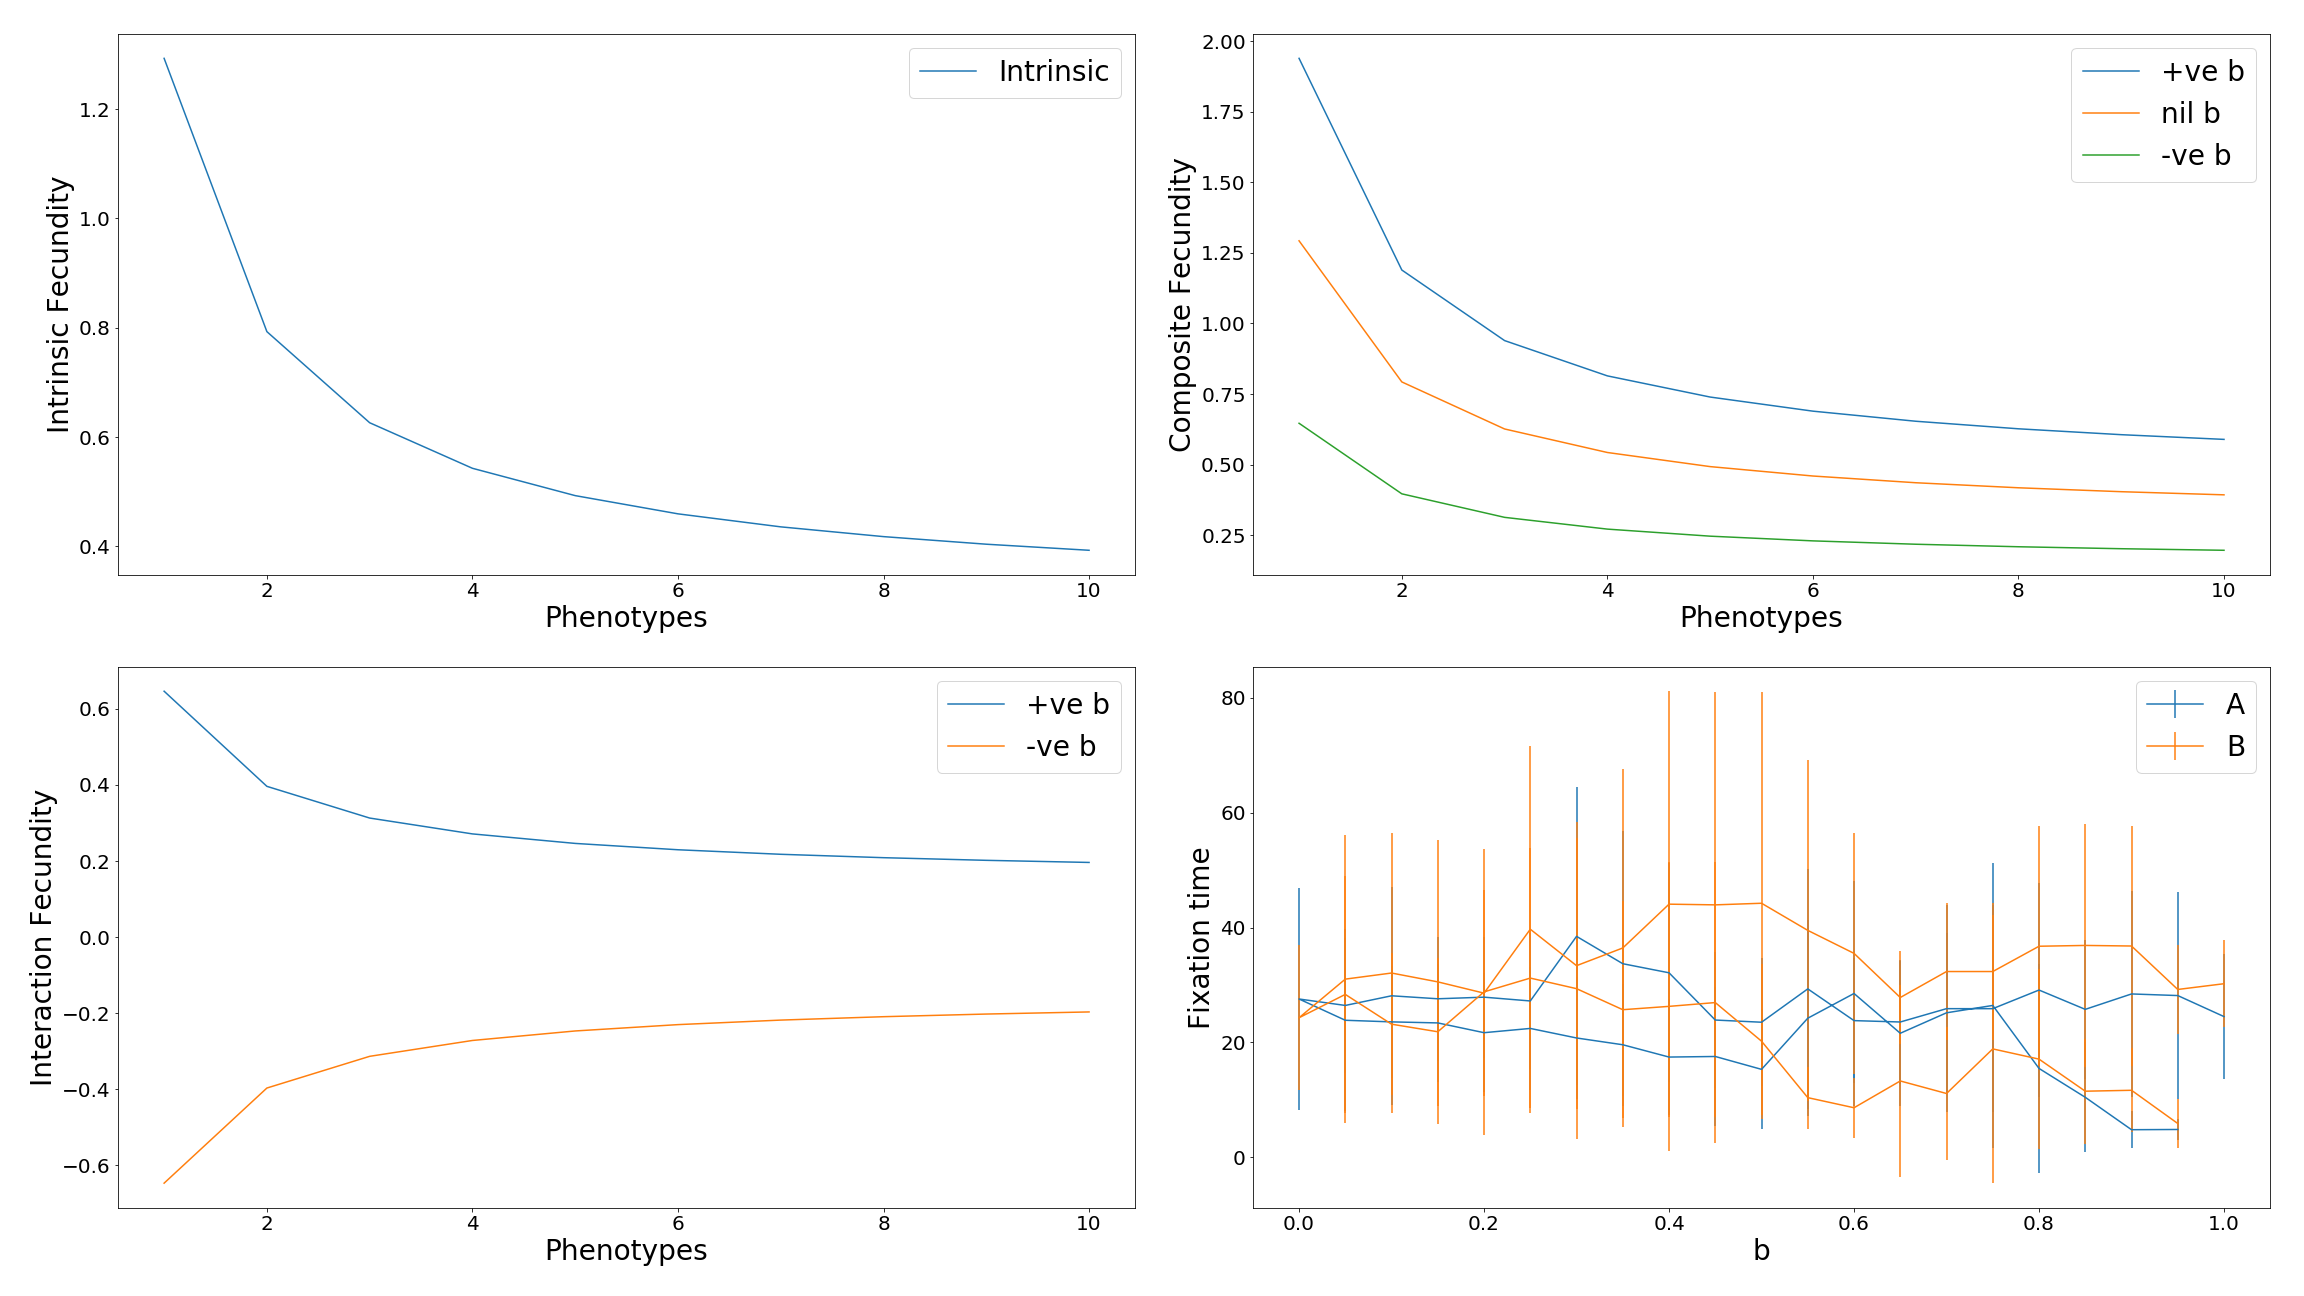 Intrinsic
1.2
1.0
0.8
0.6
0.4
Intrinsic Fecundity
2 4 6 8 10
Phenotypes
+ve b
nil b
-ve b
2.00
1.75
1.50
1.25
1.00
0.75
0.50
0.25
Composite Fecundity
2 4 6 8 10
Phenotypes
+ve b
-ve b
0.6
0.4
0.2
0.0
−0.2
−0.4
−0.6
Interaction Fecundity
2 4 6 8 10
Phenotypes
A
B
80
60
40
20
0
Fixation time
0.0 0.2 0.4 0.6 0.8 1.0
b